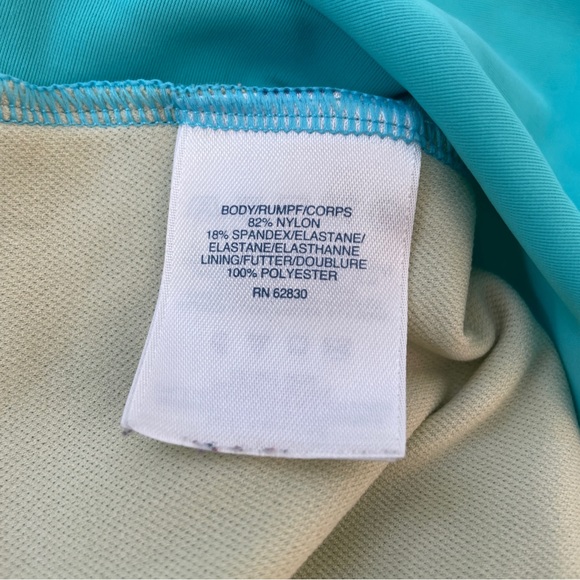 BODY/RUMPF/CORPS
82% NYLON
18% SPANDEX/ELASTANE/
ELASTANE/ELASTHANNE
LINING/FUTTER/DOUBLURE
100% POLYESTER
RN 62830